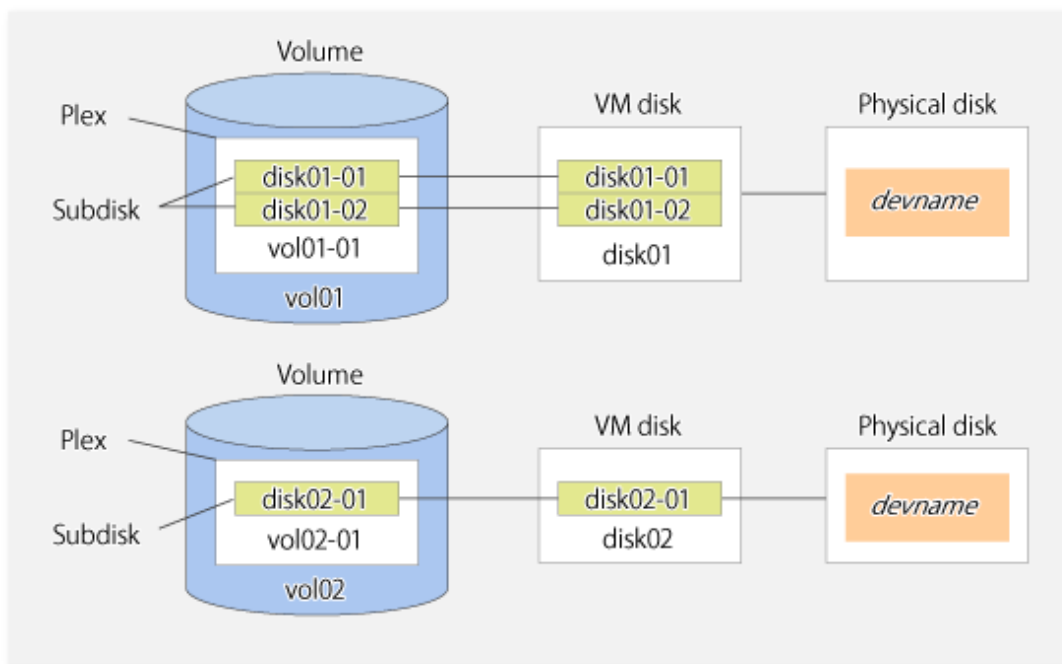 Volume
Plex
Subdisk
disk01-01
disk01-02
vol01-01
vol01
VM disk
disk01-01
disk01-02
disk01
Physical disk
devname
Volume
Plex
Subdisk
disk02-01
vol02-01
vol02
VM disk
disk02-01
disk02
Physical disk
devname